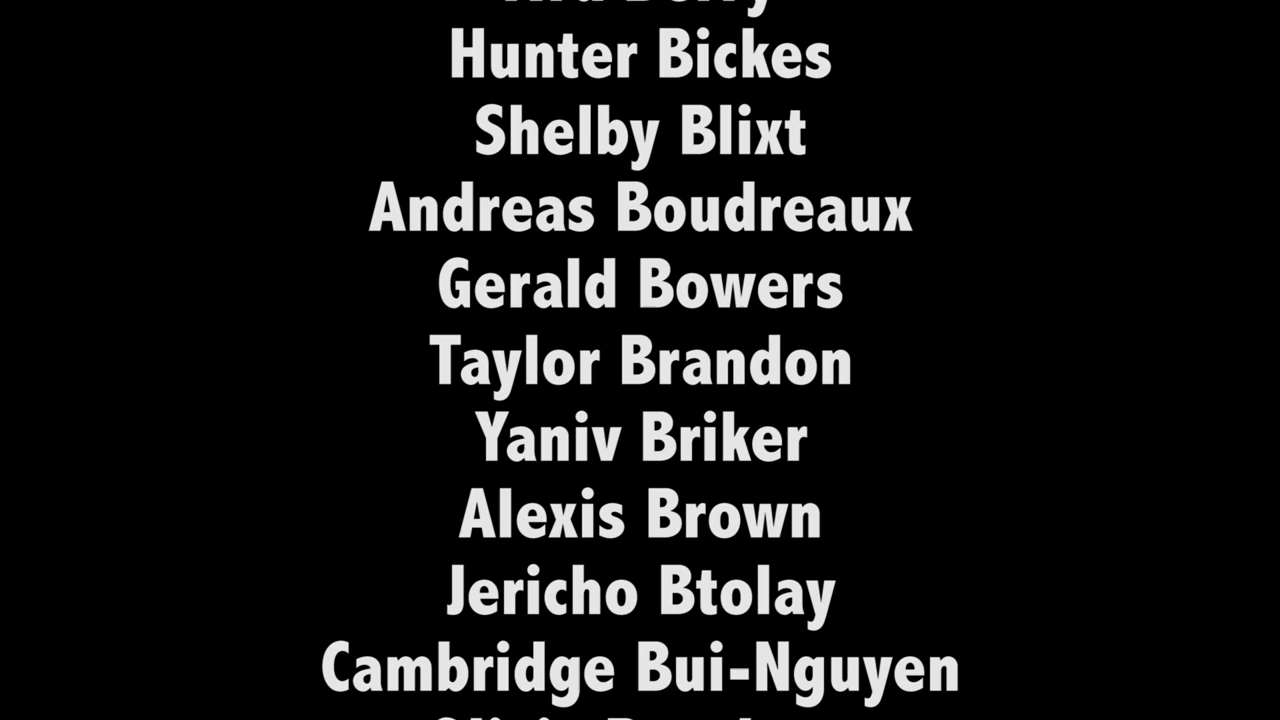 Hunter Bickes
Shelby Blixt
Andreas Boudreaux
Gerald Bowers
Taylor Brandon
Yaniv Briker
Alexis Brown
Jericho Btolay
Cambridge Bui-Nguyen